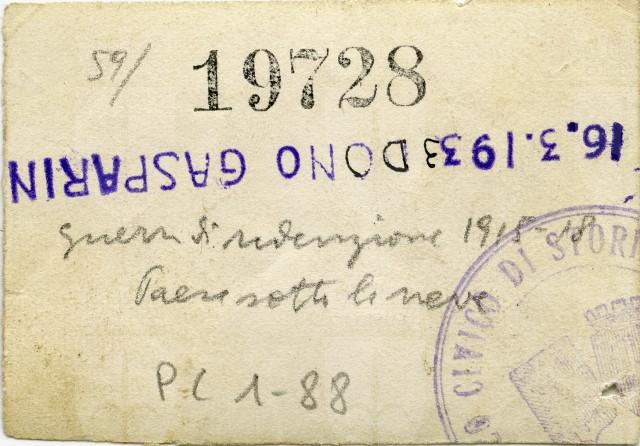 59/
19728
16.3.1933 DONO GASPARIN
guerra di redenzione 1915-18
Paese sotto la neve
PC 1-88
O CIVICO DI STORI